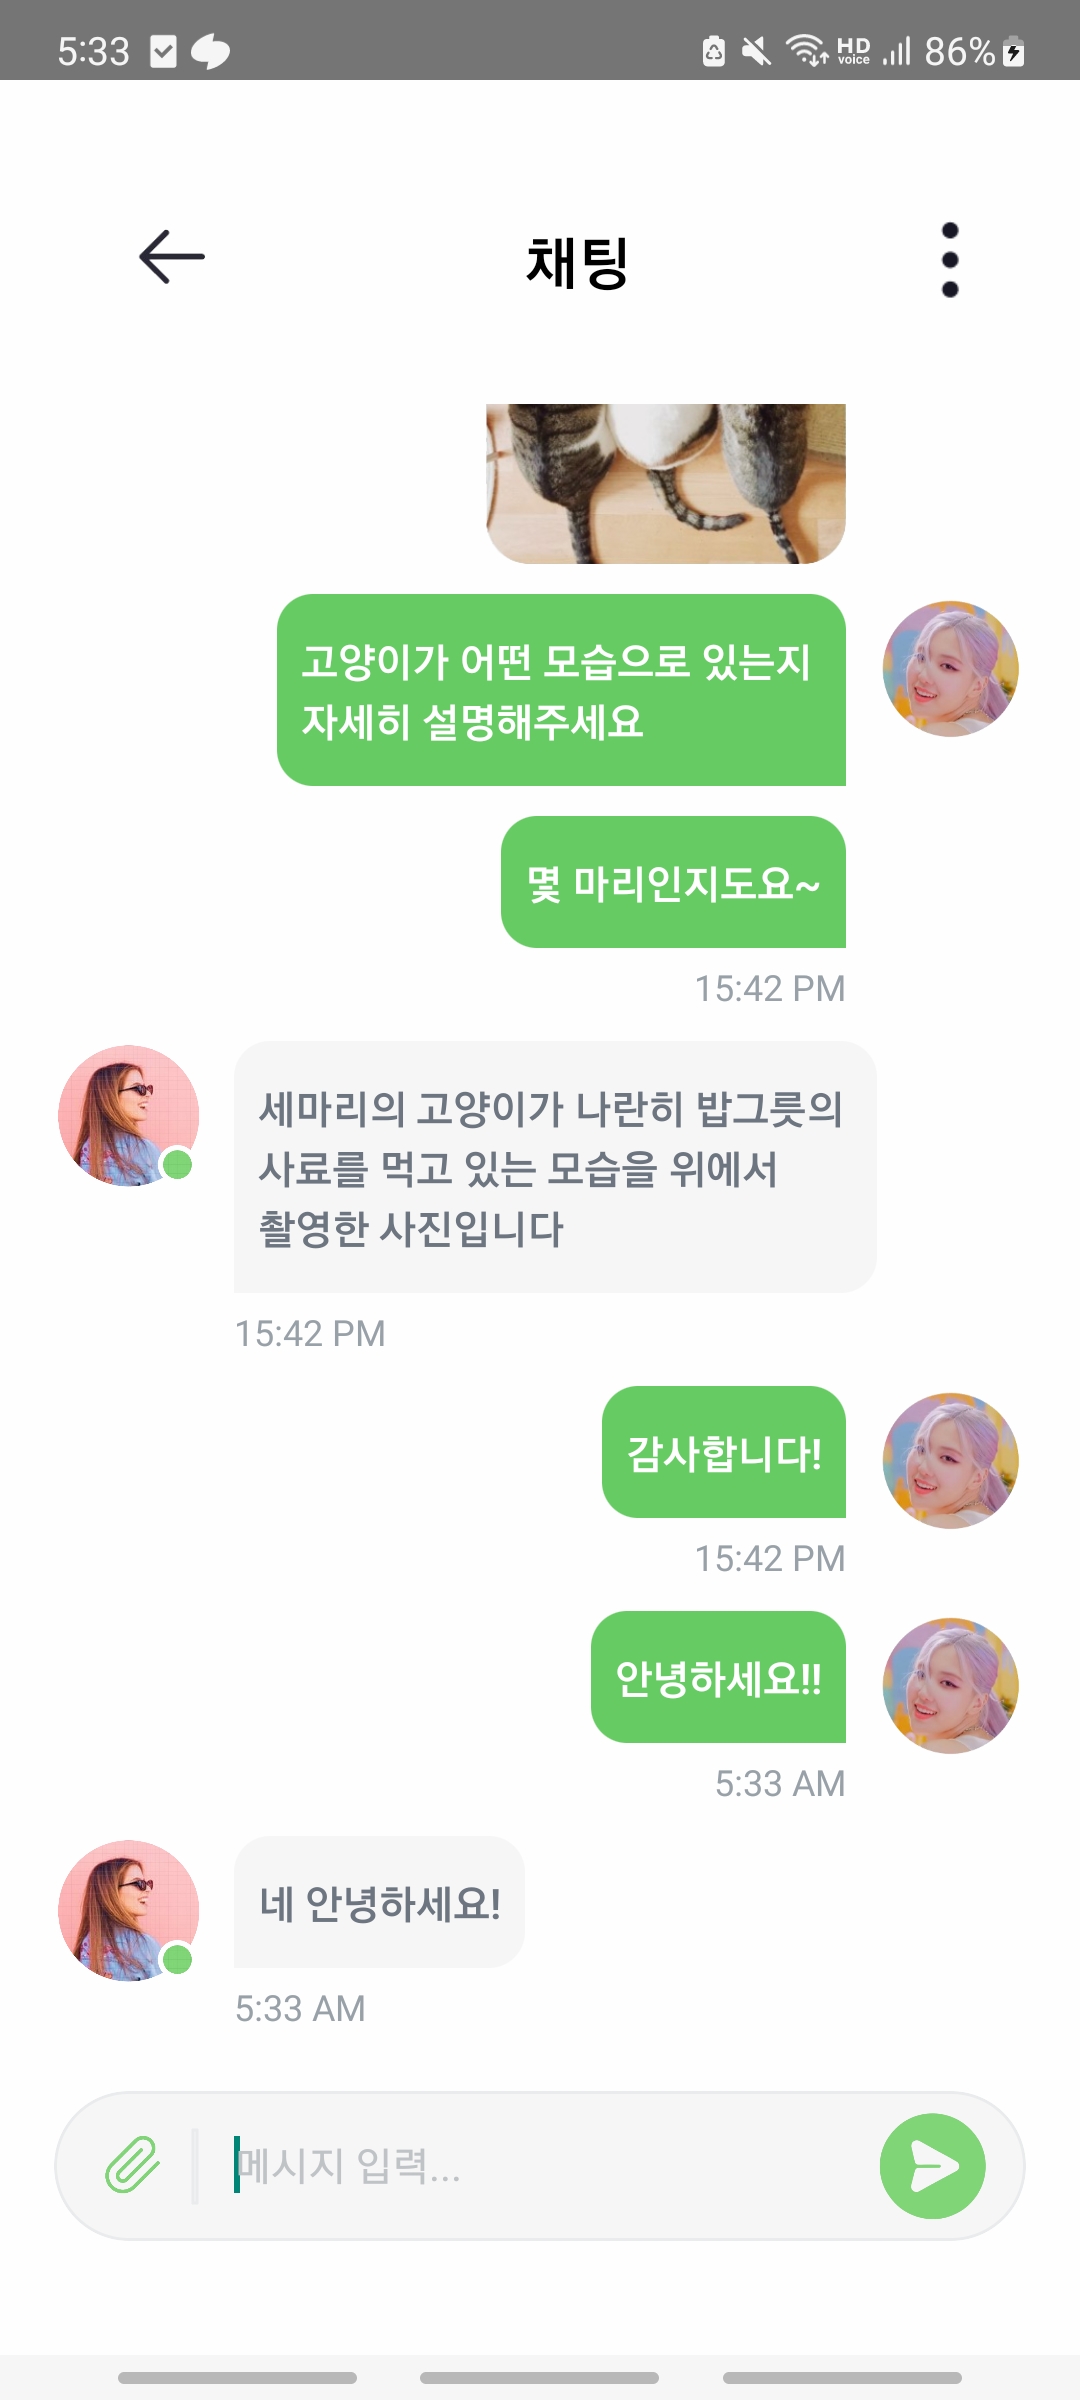 5:33
HD
voice
86%
채팅
고양이가 어떤 모습으로 있는지
자세히 설명해주세요
몇 마리인지도요~
15:42 PM
세마리의 고양이가 나란히 밥그릇의
사료를 먹고 있는 모습을 위에서
촬영한 사진입니다
15:42 PM
감사합니다!
15:42 PM
안녕하세요!!
5:33 AM
네 안녕하세요!
5:33 AM
메시지 입력...